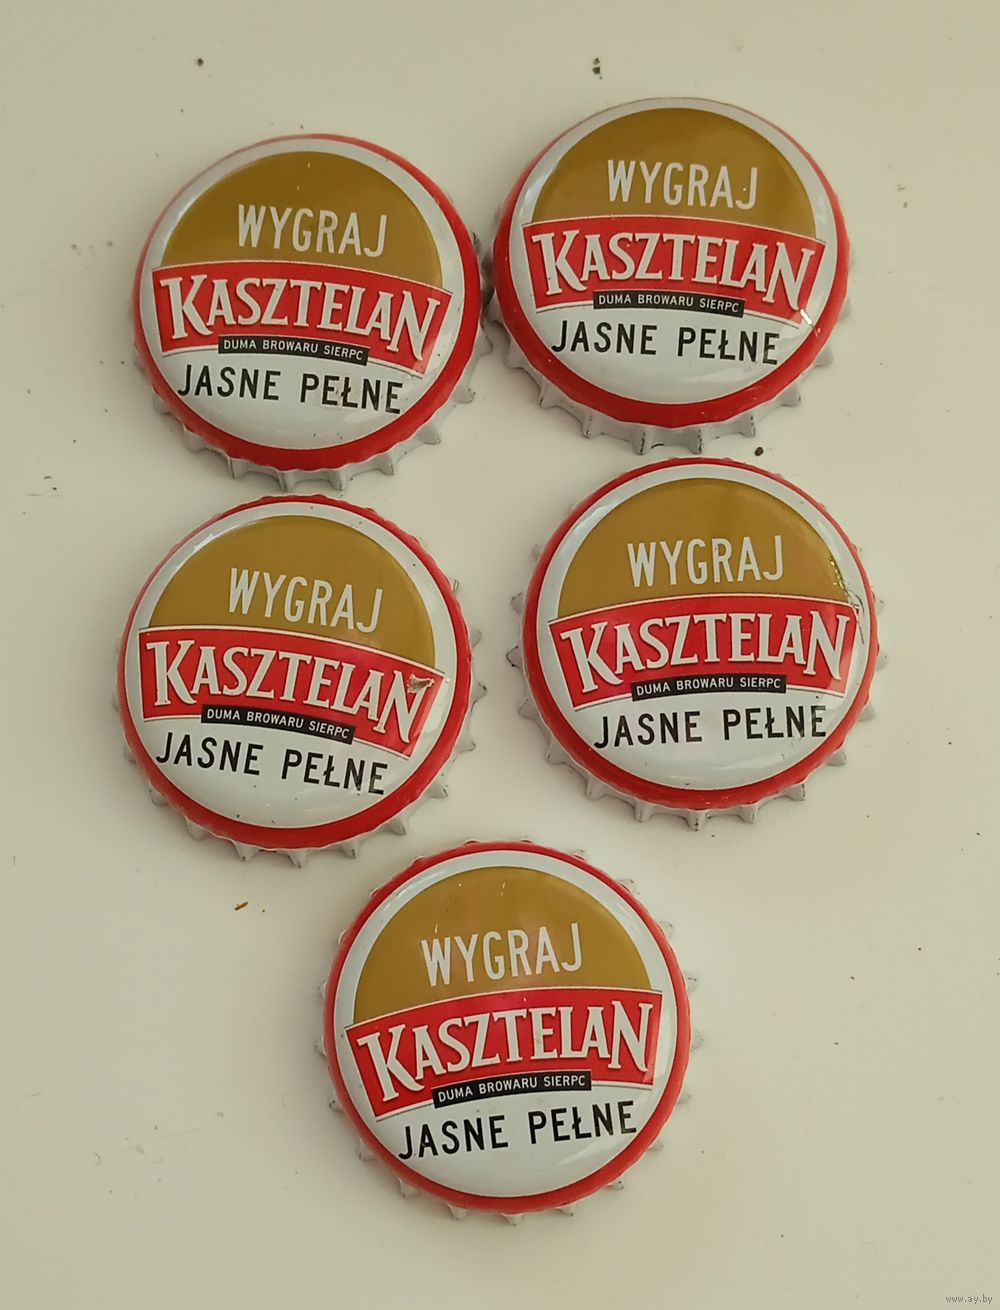 WYGRAJ
KASZTELAN
DUMA BROWARU SIERPC
JASNE PEŁNE
WYGRAJ
KASZTELAN
DUMA BROWARU SIERPC
JASNE PEŁNE
WYGRAJ
KASZTELAN
DUMA BROWARU SIERPC
JASNE PEŁNE
WYGRAJ
KASZTELAN
DUMA BROWARU SIERPC
JASNE PEŁNE
WYGRAJ
KASZTELAN
DUMA BROWARU SIERPC
JASNE PEŁNE
www.ay.by